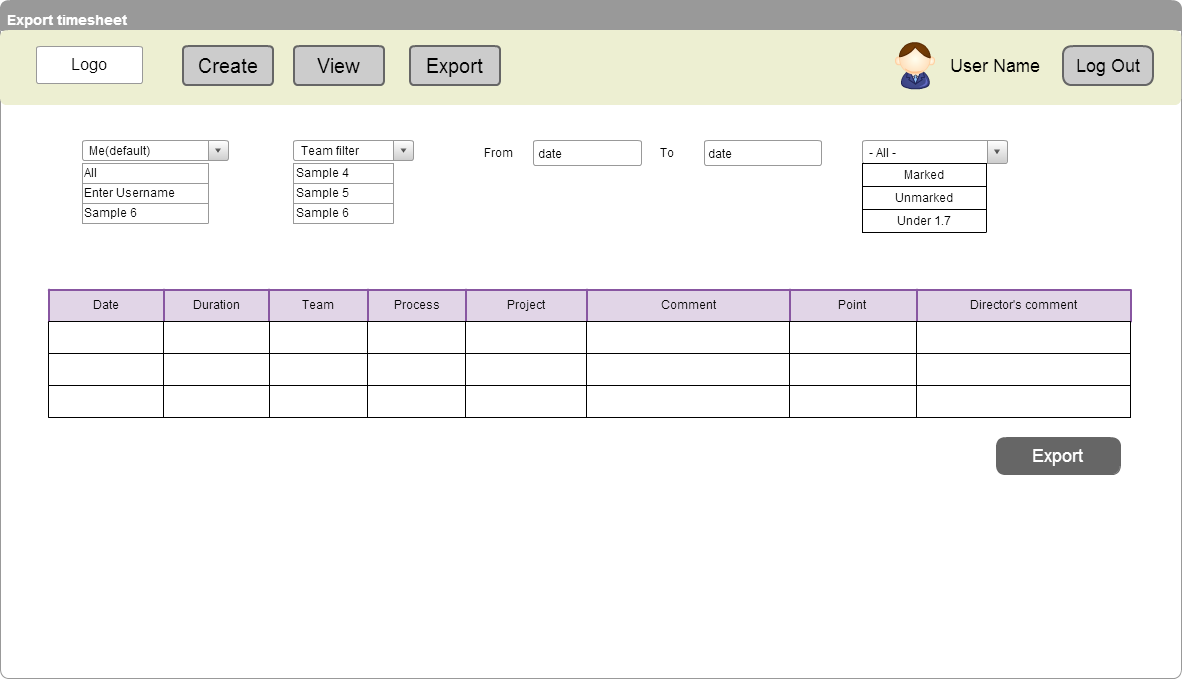 Export timesheet
Logo
Create
View
Export
User Name
Log Out
Me(default)
All
Enter Username
Sample 6
Team filter
Sample 4
Sample 5
Sample 6
From
date
To
date
- All -
Marked
Unmarked
Under 1.7
Date Duration Team Process Project Comment Point Director's comment
Export